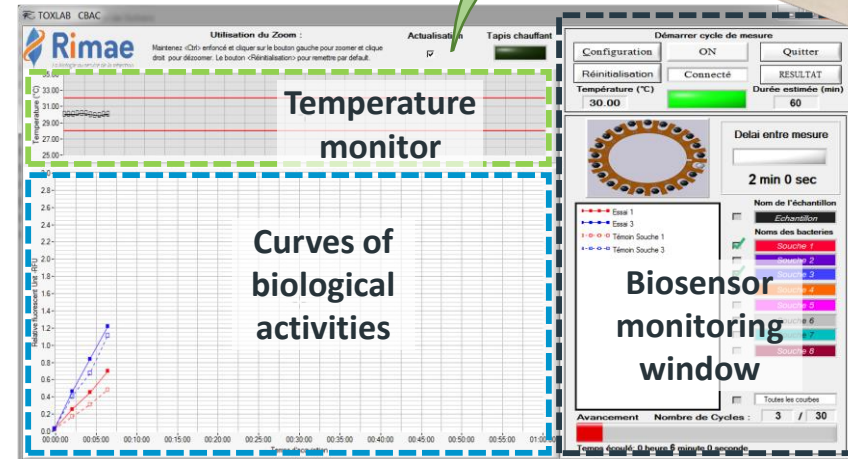 TOXLAB CBAC
Rimae
Utilisation du Zoom :
Maintenez <Ctrl> enfoncé et cliquer sur le bouton gauche pour zoomer et clique
droit pour dézoomer. Le bouton <Réinitialisation> pour remettre par default.
Actualisation
Tapis chauffant
Temperature (°C)
35.00
33.00
29.00
27.00
25.00
Temperature
monitor
Relative fluorescent Unit -RFU
2.8
2.6
2.4
2.2
2.0
1.8
1.6
1.4
1.2
1.0
0.8
0.6
0.4
0.2
0.0
Curves of
biological
activities
00:00:00
00:05:00
00:10:00
00:15:00
00:20:00
00:25:00
00:30:00
00:35:00
00:40:00
00:45:00
00:50:00
00:55:00
01:00
Démarrer cycle de mesure
Configuration
ON
Quitter
Réinitialisation
Connecté
RESULTAT
Température (°C)
Durée estimée (min)
30.00
60
Delai entre mesure
2 min 0 sec
Essai 1
Essai 3
Témoin Souche 1
Témoin Souche 3
Nom de l'échantillon
Echantillon
Noms des bacteries
Souche 1
Souche 2
Souche 3
Souche 4
Souche 5
Souche 6
Souche 7
Souche 8
Biosensor
monitoring
window
Toutes les courbes
Avancement
Nombre de Cycles :
3 / 30
Temps écoulé: 0 heure 6 minute 0 seconde